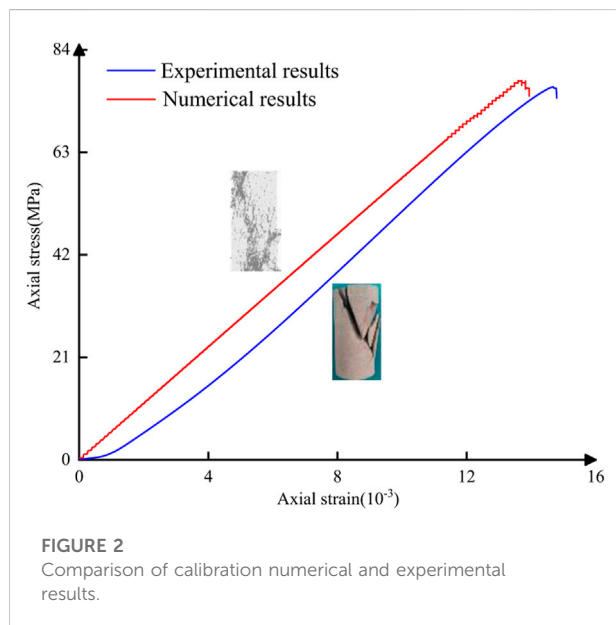 84
Experimental results
Numerical results
63
Axial stress(MPa)
42
21
0
0 4 8 12 16
Axial strain(10⁻³)
FIGURE 2
Comparison of calibration numerical and experimental
results.